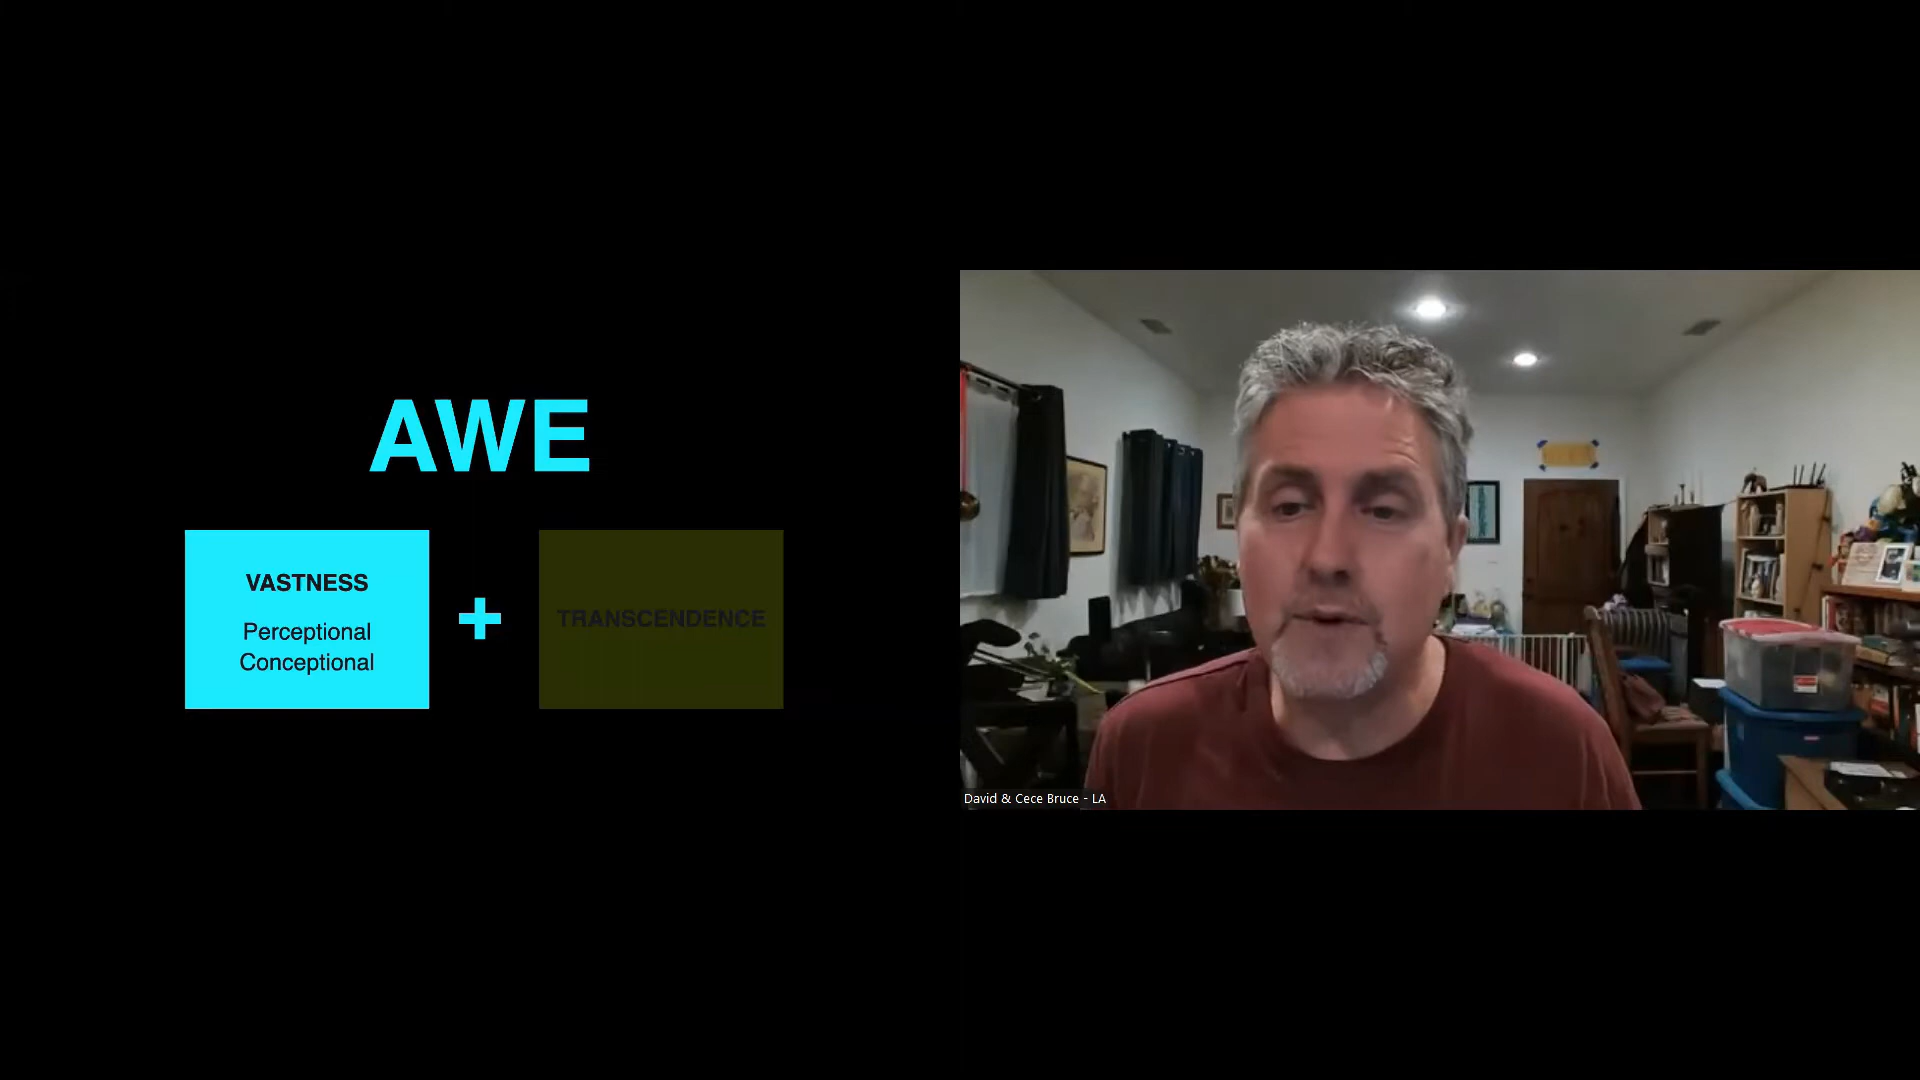 AWE
VASTNESS
Perceptional
Conceptional
+
TRANSCENDENCE
David & Cece Bruce - LA